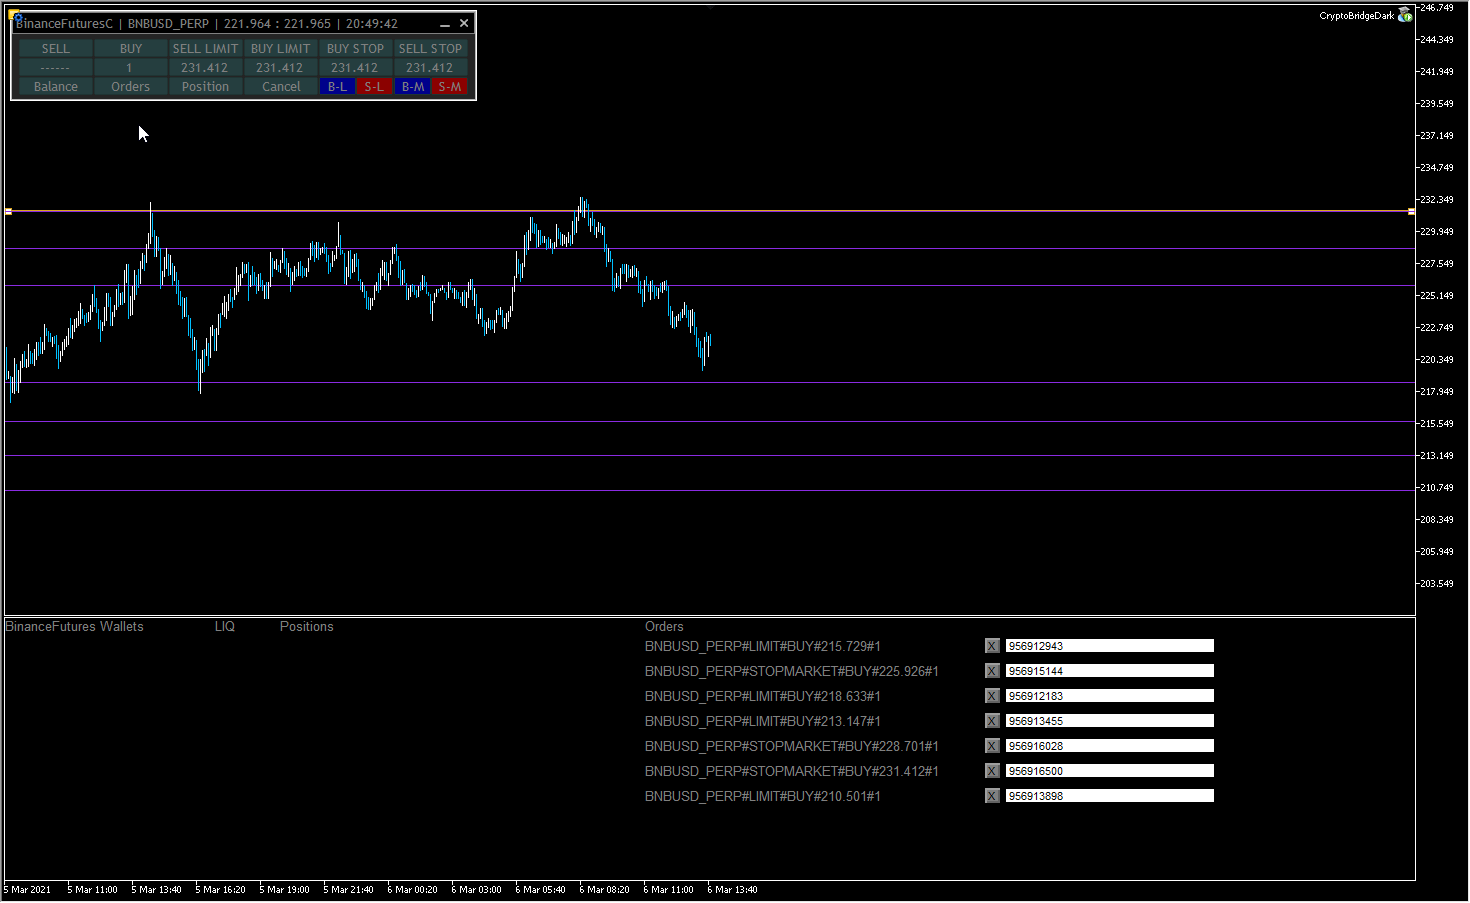 BinanceFuturesC | BNBUSD_PERP | 221.964 : 221.965 | 20:49:42
CryptoBridgeDark
SELL BUY SELL LIMIT BUY LIMIT BUY STOP SELL STOP
------ 1 231.412 231.412 231.412 231.412
Balance Orders Position Cancel B-L S-L B-M S-M
246.749
244.349
241.949
239.549
237.149
234.749
232.349
229.949
227.549
225.149
222.749
220.349
217.949
215.549
213.149
210.749
208.349
205.949
203.549
BinanceFutures Wallets LIQ Positions Orders
BNBUSD_PERP#LIMIT#BUY#215.729#1 X 956912943
BNBUSD_PERP#STOPMARKET#BUY#225.926#1 X 956915144
BNBUSD_PERP#LIMIT#BUY#218.633#1 X 956912183
BNBUSD_PERP#LIMIT#BUY#213.147#1 X 956913455
BNBUSD_PERP#STOPMARKET#BUY#228.701#1 X 956916028
BNBUSD_PERP#STOPMARKET#BUY#231.412#1 X 956916500
BNBUSD_PERP#LIMIT#BUY#210.501#1 X 956913898
5 Mar 2021 5 Mar 11:00 5 Mar 13:40 5 Mar 16:20 5 Mar 19:00 5 Mar 21:40 6 Mar 00:20 6 Mar 03:00 6 Mar 05:40 6 Mar 08:20 6 Mar 11:00 6 Mar 13:40